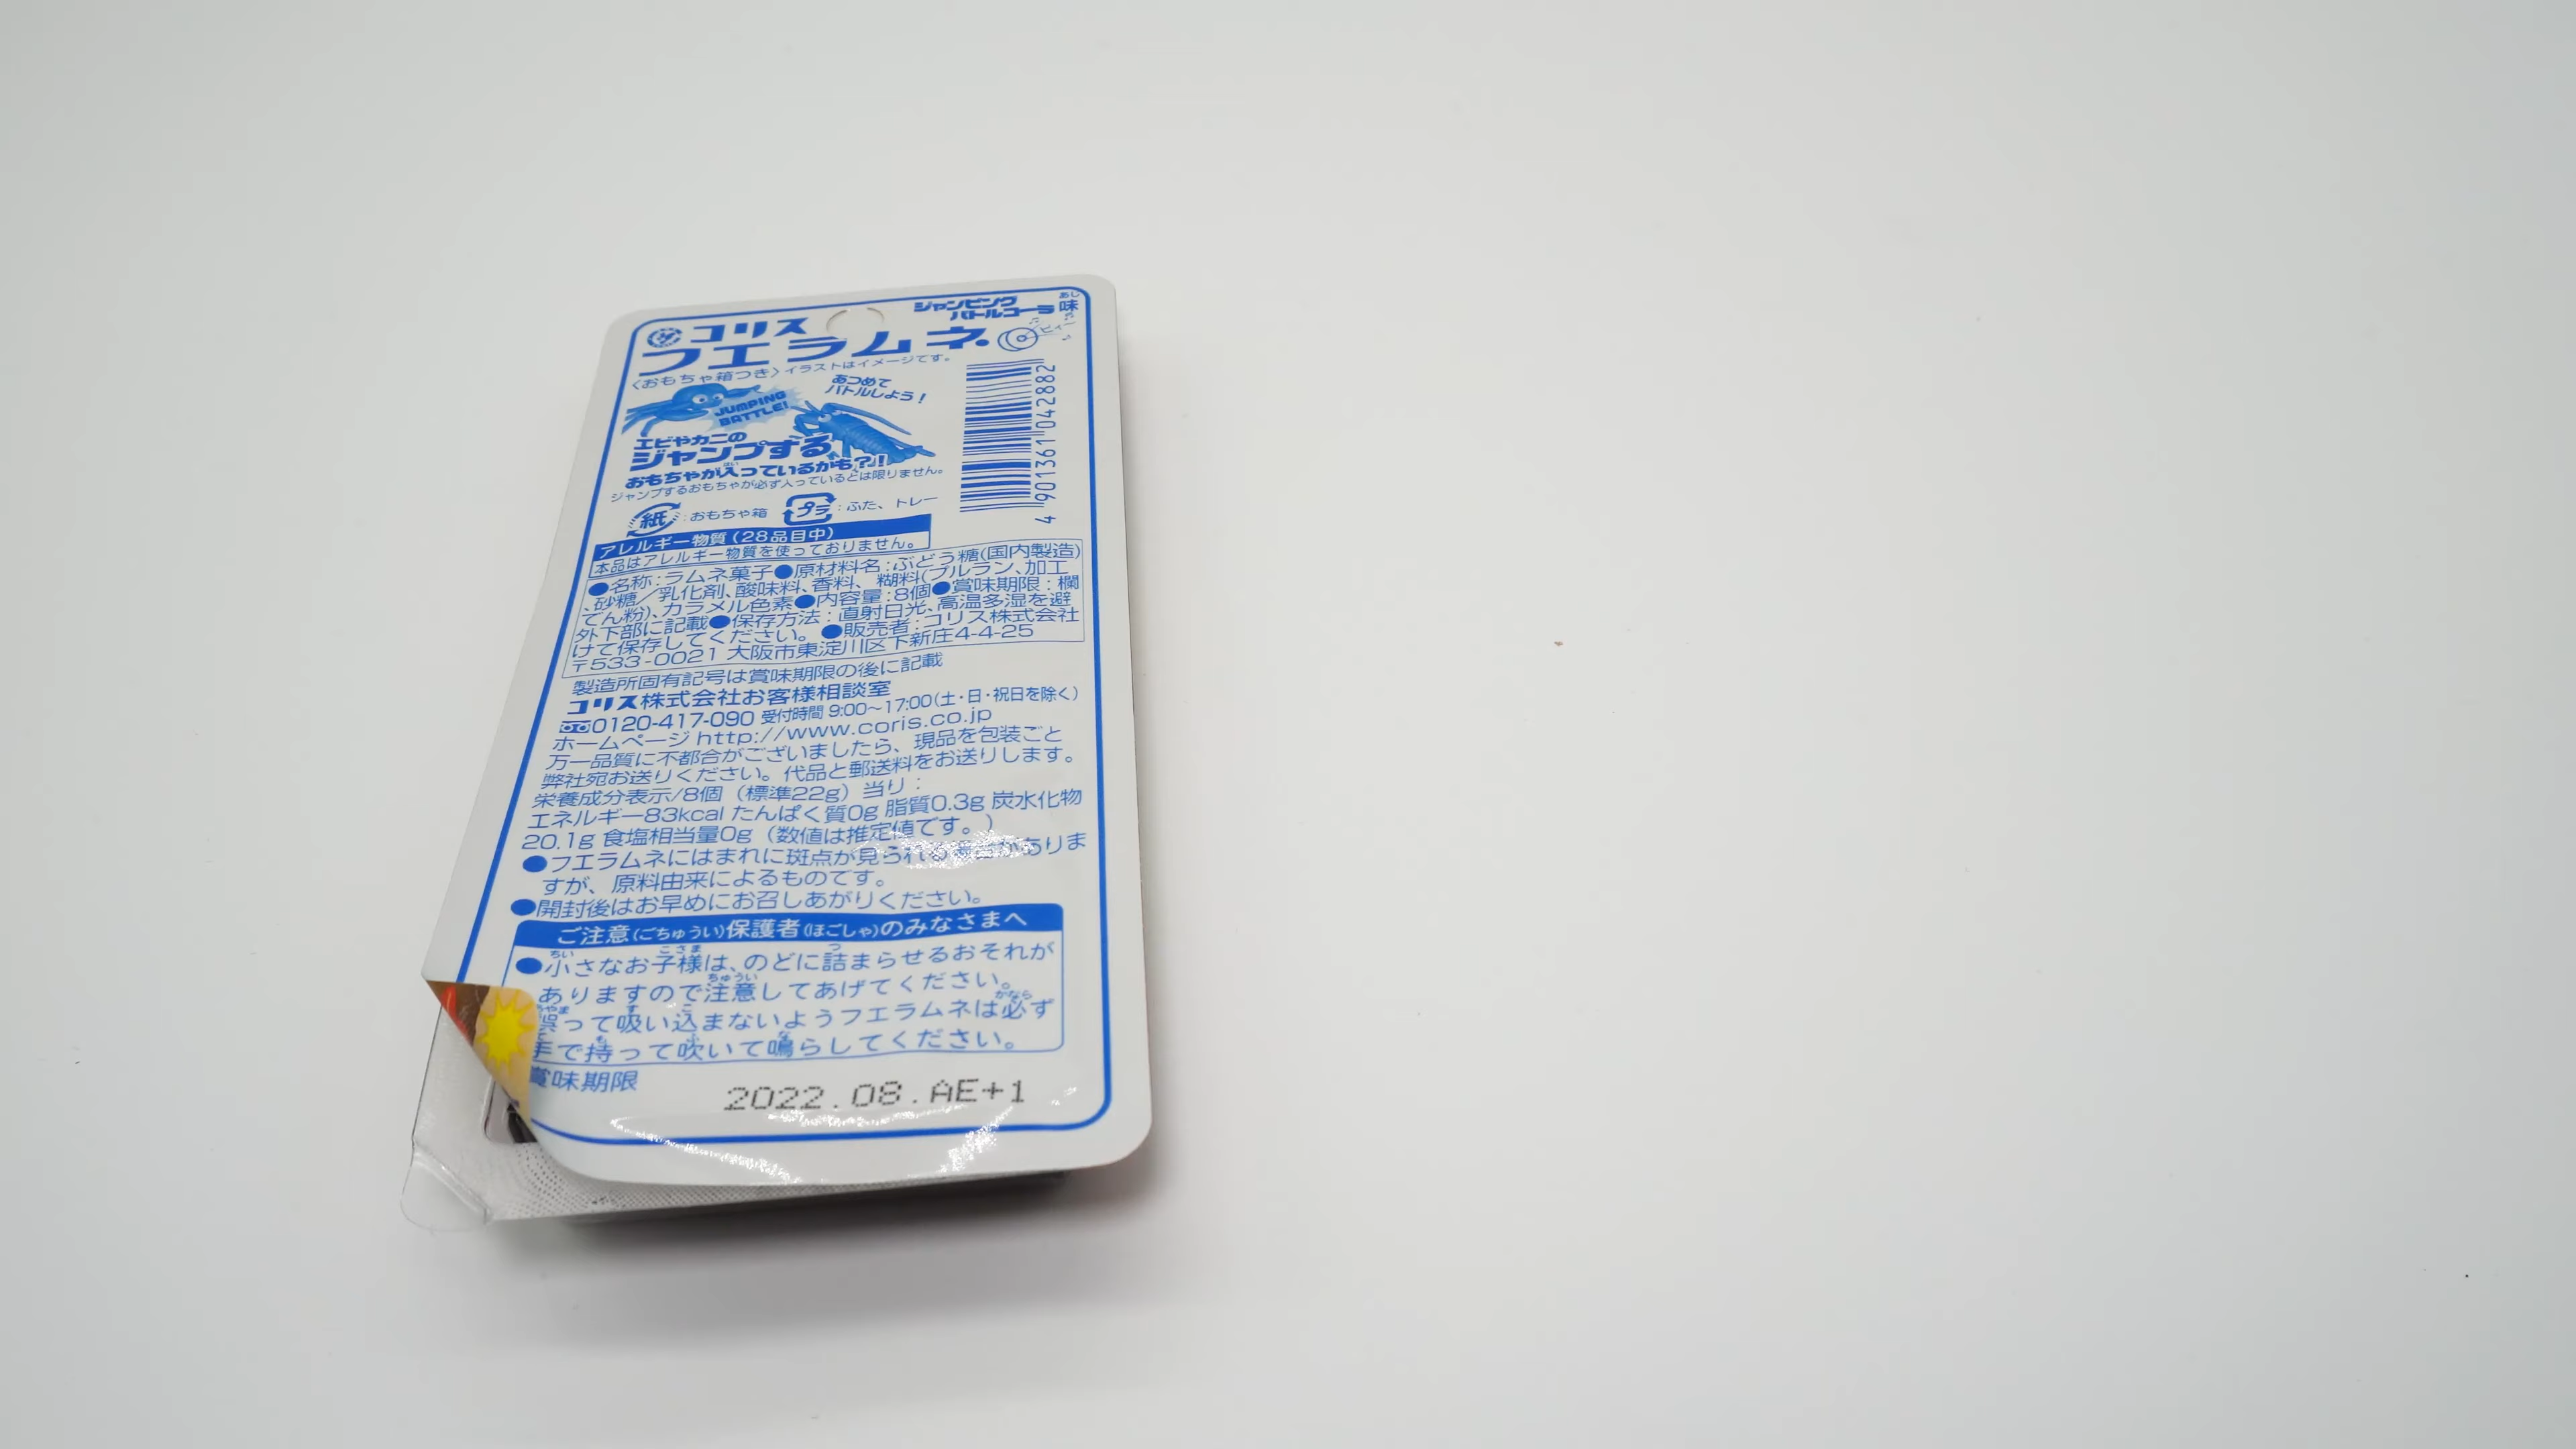 コリス
ジャンピング
バトルコーラ味
あじ
フエラムネ
ピィー
〈おもちゃ箱つき〉イラストはイメージです。
あつめて
バトルしよう!
JUMPING
BATTLE!
エビやカニの
ジャンプする
おもちゃが入っているかも?!
はい
ジャンプするおもちゃが必ず入っているとは限りません。
4 901361 042882
紙:おもちゃ箱 プラ:ふた、トレー
アレルギー物質(28品目中)
本品はアレルギー物質を使っておりません。
●名称:ラムネ菓子●原材料名:ぶどう糖(国内製造)
、砂糖/乳化剤、酸味料、香料、糊料(プルラン、加工
でん粉)、カラメル色素●内容量:8個●賞味期限:欄
外下部に記載●保存方法:直射日光、高温多湿を避
けて保存してください。●販売者:コリス株式会社
〒533-0021 大阪市東淀川区下新庄4-4-25
製造所固有記号は賞味期限の後に記載
コリス株式会社お客様相談室
0120-417-090 受付時間 9:00〜17:00(土・日・祝日を除く)
ホームページ http://www.coris.co.jp
万一品質に不都合がございましたら、現品を包装ごと
弊社宛お送りください。代品と郵送料をお送りします。
栄養成分表示/8個(標準22g)当り:
エネルギー83kcal たんぱく質0g 脂質0.3g 炭水化物
20.1g 食塩相当量0g(数値は推定値です。)
●フエラムネにはまれに斑点が見られる場合がありま
すが、原料由来によるものです。
●開封後はお早めにお召しあがりください。
ご注意(ごちゅうい)保護者(ほごしゃ)のみなさまへ
ちい こさま つ
●小さなお子様は、のどに詰まらせるおそれが
ちゅうい
ありますので注意してあげてください。
やま す こ かなら
誤って吸い込まないようフエラムネは必ず
も ふ な
手で持って吹いて鳴らしてください。
賞味期限
2022.08.AE+1